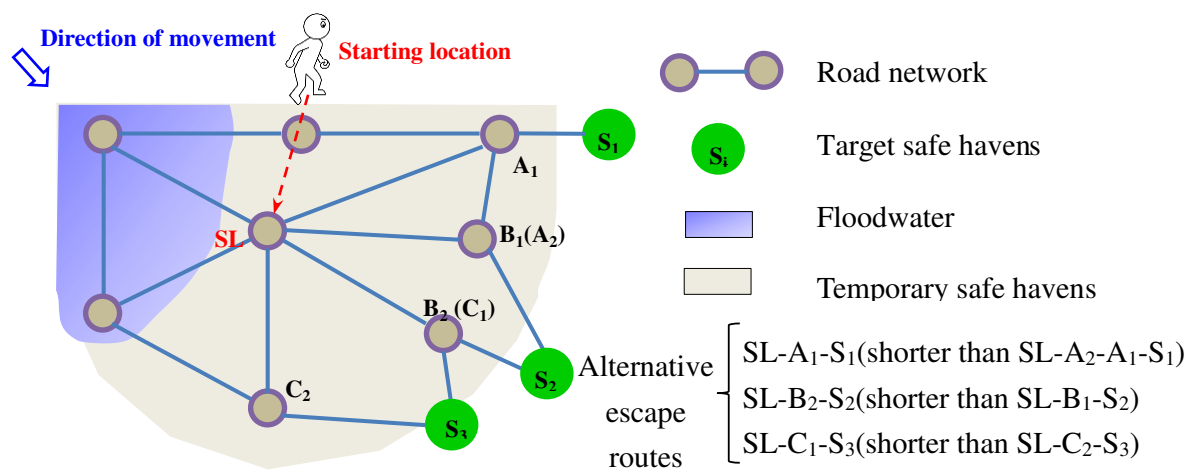 Direction of movement
Starting location
Road network
S₁
A₁
Target safe havens
Sᵢ
SL
B₁(A₂)
Floodwater
Temporary safe havens
B₂ (C₁)
S₂
C₂
S₃
Alternative
escape
routes
SL-A₁-S₁(shorter than SL-A₂-A₁-S₁)
SL-B₂-S₂(shorter than SL-B₁-S₂)
SL-C₁-S₃(shorter than SL-C₂-S₃)